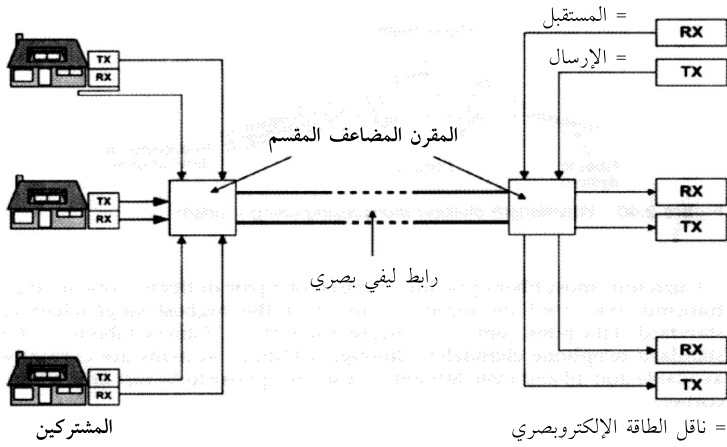 = المستقبل
RX
= الإرسال
TX
TX
RX
المقرن المضاعف المقسم
TX
RX
RX
TX
رابط ليفي بصري
TX
RX
RX
TX
المشتركين
= ناقل الطاقة الإلكتروبصري